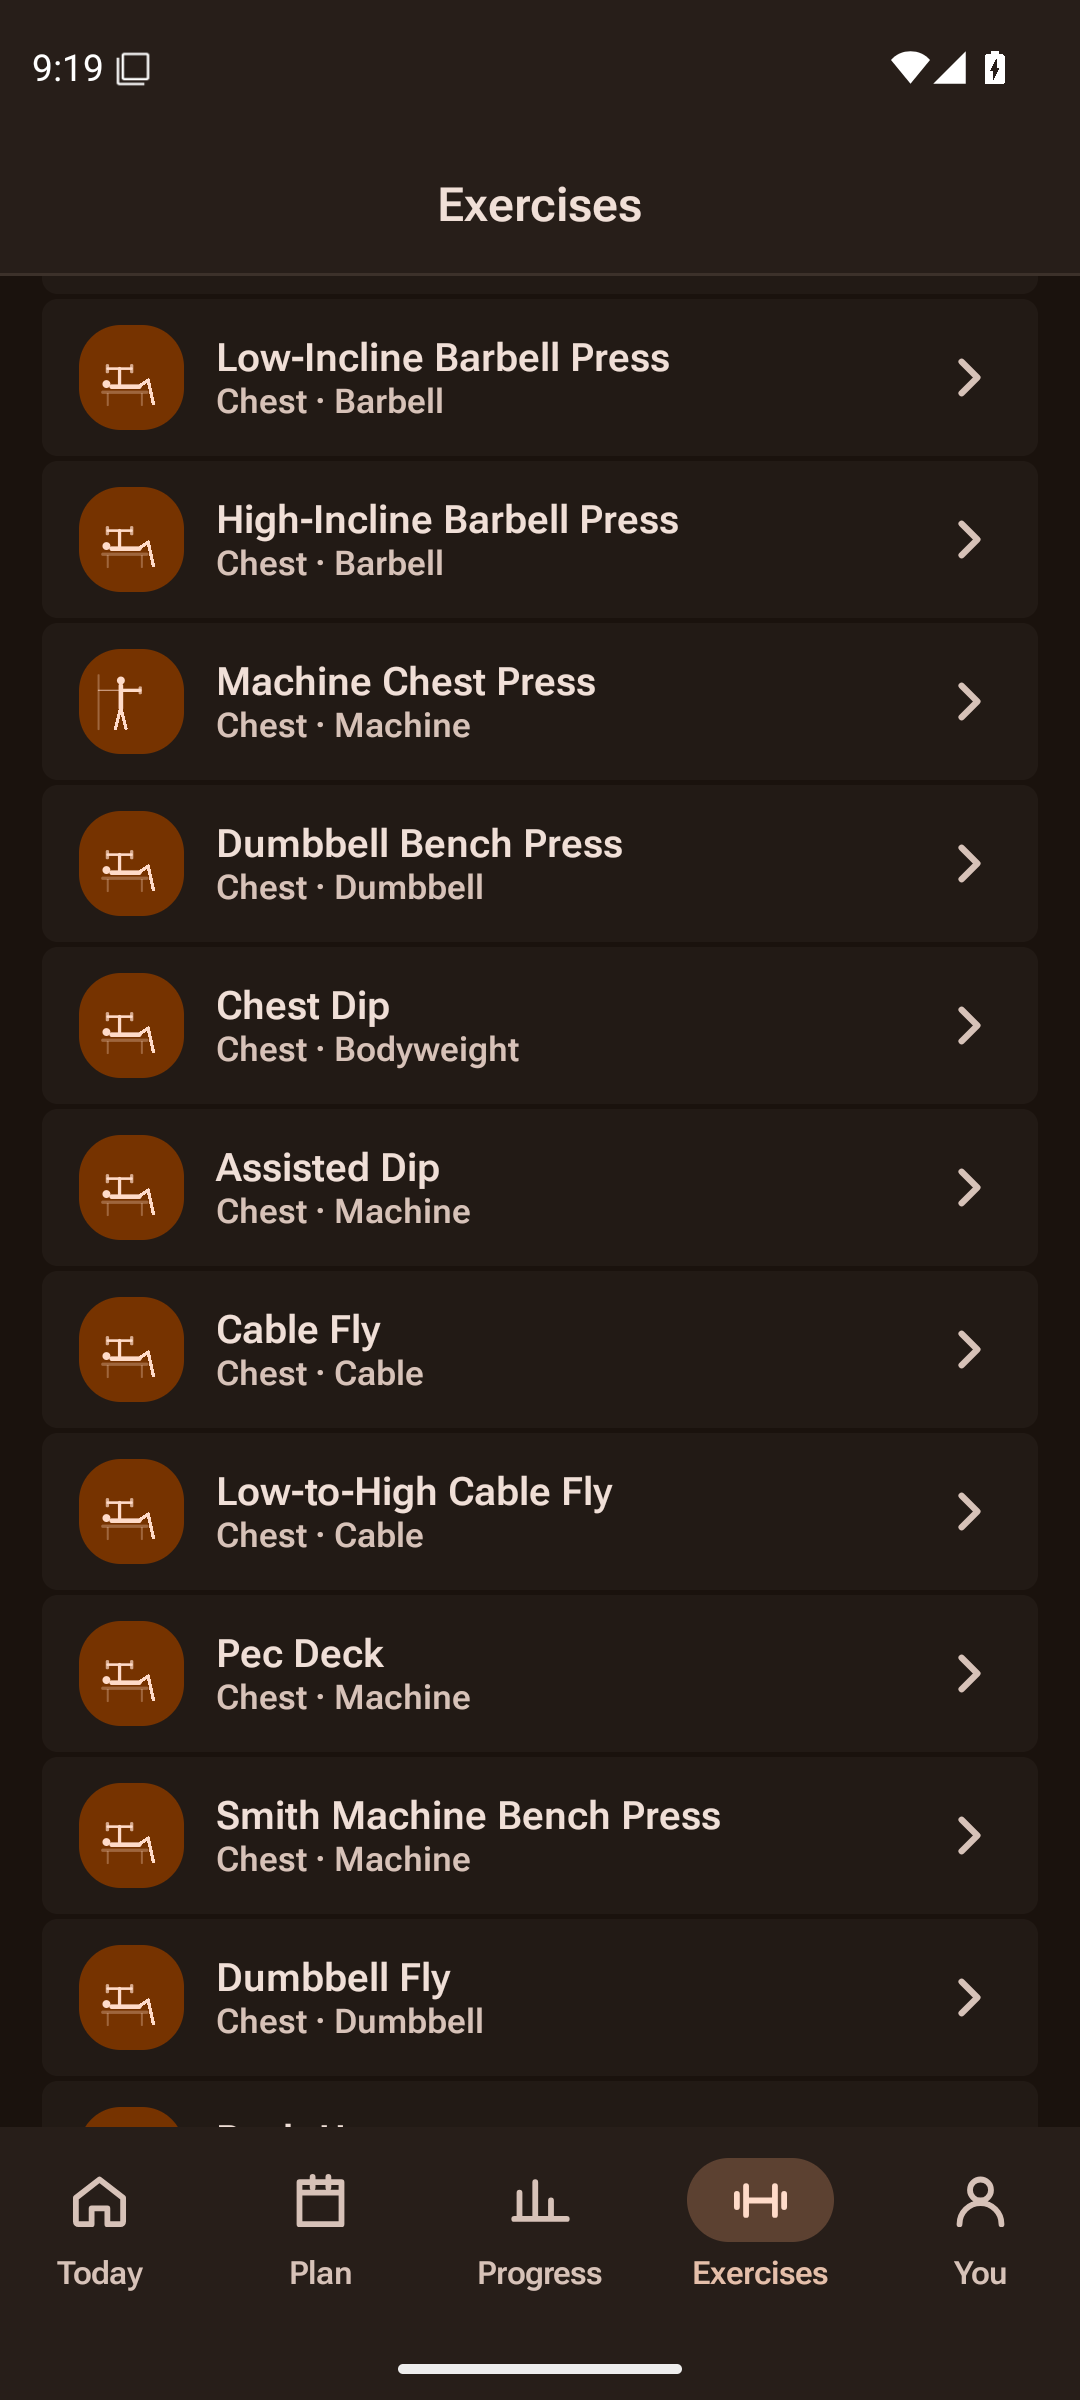 9:19
Exercises
Low-Incline Barbell Press
Chest · Barbell
High-Incline Barbell Press
Chest · Barbell
Machine Chest Press
Chest · Machine
Dumbbell Bench Press
Chest · Dumbbell
Chest Dip
Chest · Bodyweight
Assisted Dip
Chest · Machine
Cable Fly
Chest · Cable
Low-to-High Cable Fly
Chest · Cable
Pec Deck
Chest · Machine
Smith Machine Bench Press
Chest · Machine
Dumbbell Fly
Chest · Dumbbell
Today
Plan
Progress
Exercises
You